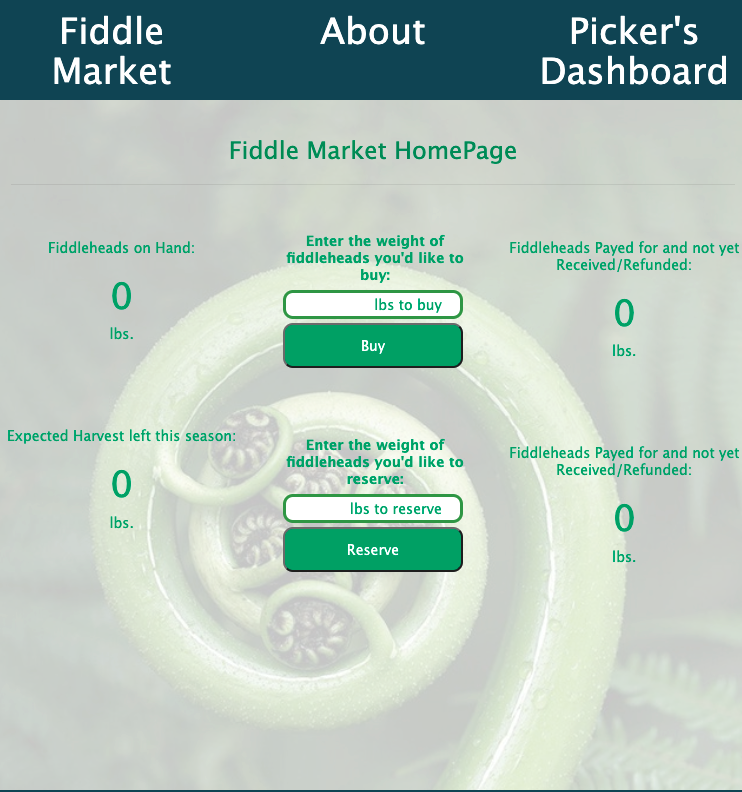 Fiddle
Market
About
Picker's
Dashboard
Fiddle Market HomePage
Fiddleheads on Hand:
0
lbs.
Enter the weight of
fiddleheads you'd like to
buy:
lbs to buy
Buy
Fiddleheads Payed for and not yet
Received/Refunded:
0
lbs.
Expected Harvest left this season:
0
lbs.
Enter the weight of
fiddleheads you'd like to
reserve:
lbs to reserve
Reserve
Fiddleheads Payed for and not yet
Received/Refunded:
0
lbs.